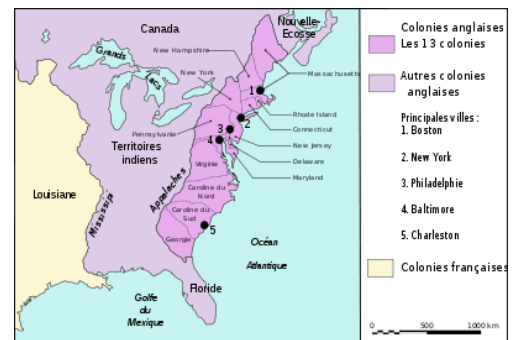 Canada
Nouvelle-
Ecosse
Grands
Lacs
New Hampshire
New York
Massachusetts
1
2
Rhode Island
Connecticut
3
Pennsylvanie
4
New Jersey
Territoires
indiens
Delaware
Maryland
Virginie
Louisiane
Appalaches
Mississipi
Caroline du
Nord
Caroline du
Sud
5
Georgie
Océan
Atlantique
Floride
Golfe
du
Mexique
Colonies anglaises
Les 13 colonies
Autres colonies
anglaises
Principales villes :
1. Boston
2. New York
3. Philadelphie
4. Baltimore
5. Charleston
Colonies françaises
0 500 1000 km